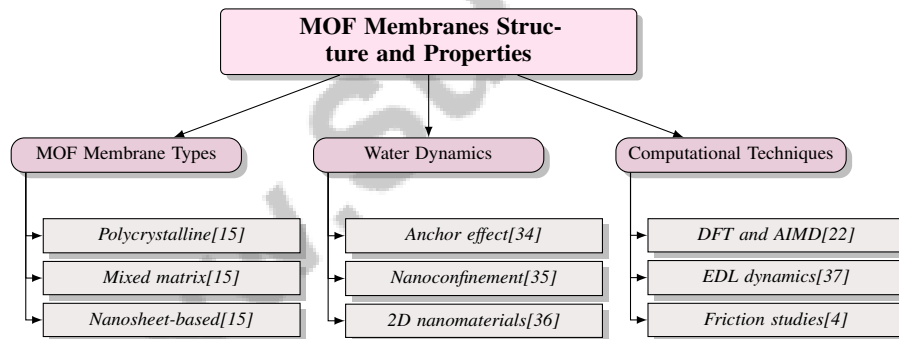 MOF Membranes Struc-
ture and Properties
MOF Membrane Types
Water Dynamics
Computational Techniques
Polycrystalline[15]
Anchor effect[34]
DFT and AIMD[22]
Mixed matrix[15]
Nanoconfinement[35]
EDL dynamics[37]
Nanosheet-based[15]
2D nanomaterials[36]
Friction studies[4]